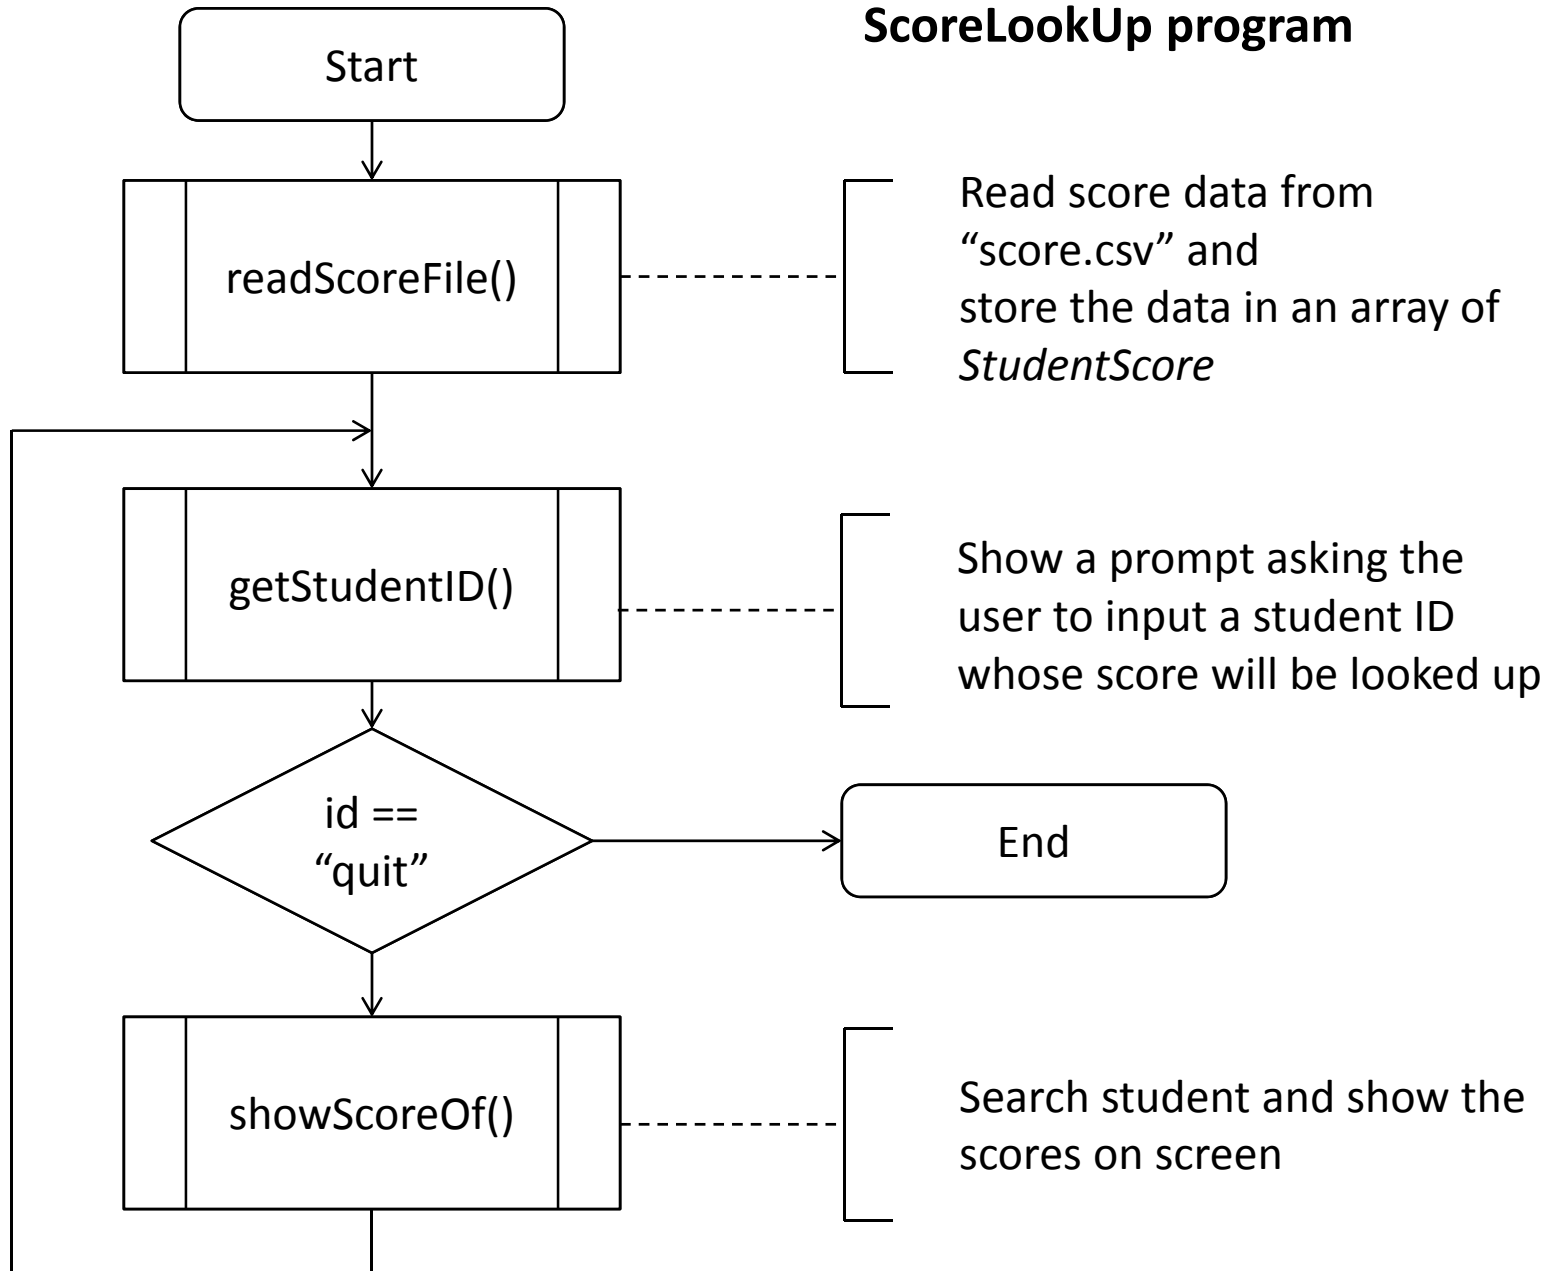 ScoreLookUp program
Start
readScoreFile()
Read score data from
“score.csv” and
store the data in an array of
StudentScore
getStudentID()
Show a prompt asking the
user to input a student ID
whose score will be looked up
id ==
“quit”
End
showScoreOf()
Search student and show the
scores on screen